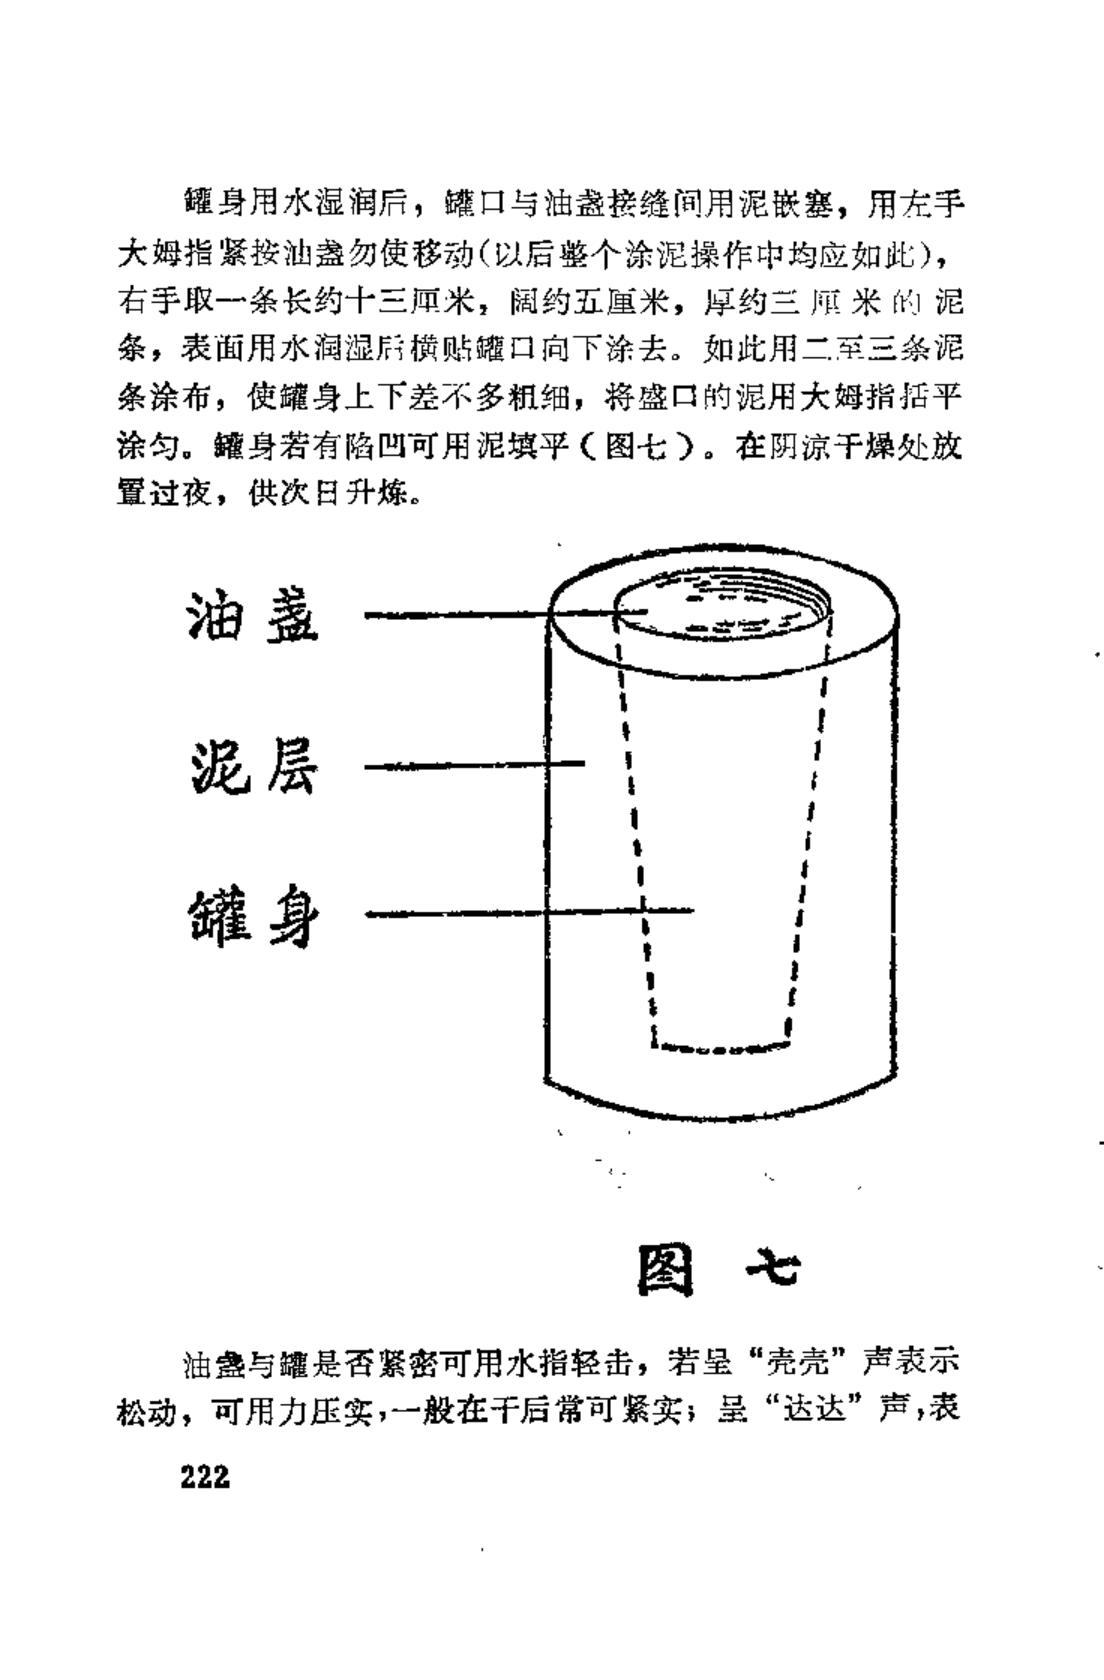 罐身用水湿润后，罐口与油盏接缝间用泥嵌塞，用左手
大姆指紧按油盏勿使移动(以后整个涂泥操作中均应如此)，
右手取一条长约十三厘米，阔约五厘米，厚约三厘米的泥
条，表面用水润湿后横贴罐口向下涂去。如此用二至三条泥
条涂布，使罐身上下差不多粗细，将盛口的泥用大姆指括平
涂匀。罐身若有陷凹可用泥填平（图七）。在阴凉干燥处放
置过夜，供次日升炼。
油盏
泥层
罐身
图 七
油盏与罐是否紧密可用水指轻击，若呈“壳壳”声表示
松动，可用力压实，一般在干后常可紧实；呈“达达”声，表
222